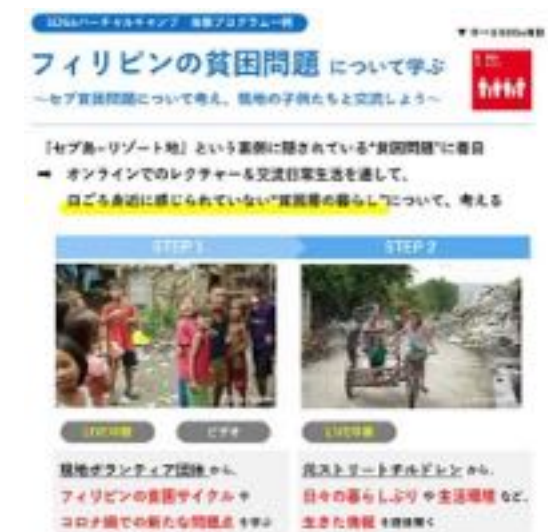 SDGsバーチャルキャンプ 体験プログラム一例
フィリピンの貧困問題 について学ぶ
～セブ貧困問題について考え、現地の子供たちと交流しよう～
「セブ島=リゾート地」という裏側に隠されている“貧困問題”に着目
➡ オンラインでのレクチャー&交流日常生活を通して、
日ごろ身近に感じられていない“貧困層の暮らし”について、考える
STEP 1
STEP 2
LIVE中継
ビデオ
LIVE中継
現地ボランティア団体 から、
フィリピンの貧困サイクル や
コロナ禍での新たな問題点 を学ぶ
元ストリートチルドレン から、
日々の暮らしぶり や 生活環境 など、
生きた情報 を直接聞く